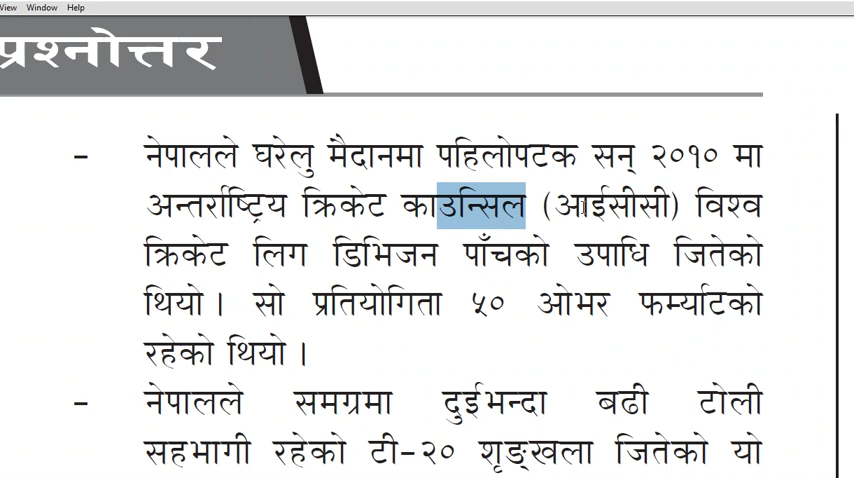 View Window Help
प्रश्नोत्तर
- नेपालले घरेलु मैदानमा पहिलोपटक सन् २०१० मा
अन्तर्राष्ट्रिय क्रिकेट काउन्सिल (आईसीसी) विश्व
क्रिकेट लिग डिभिजन पाँचको उपाधि जितेको
थियो । सो प्रतियोगिता ५० ओभर फर्म्याटको
रहेको थियो ।
- नेपालले समग्रमा दुईभन्दा बढी टोली
सहभागी रहेको टी-२० शृङ्खला जितेको यो